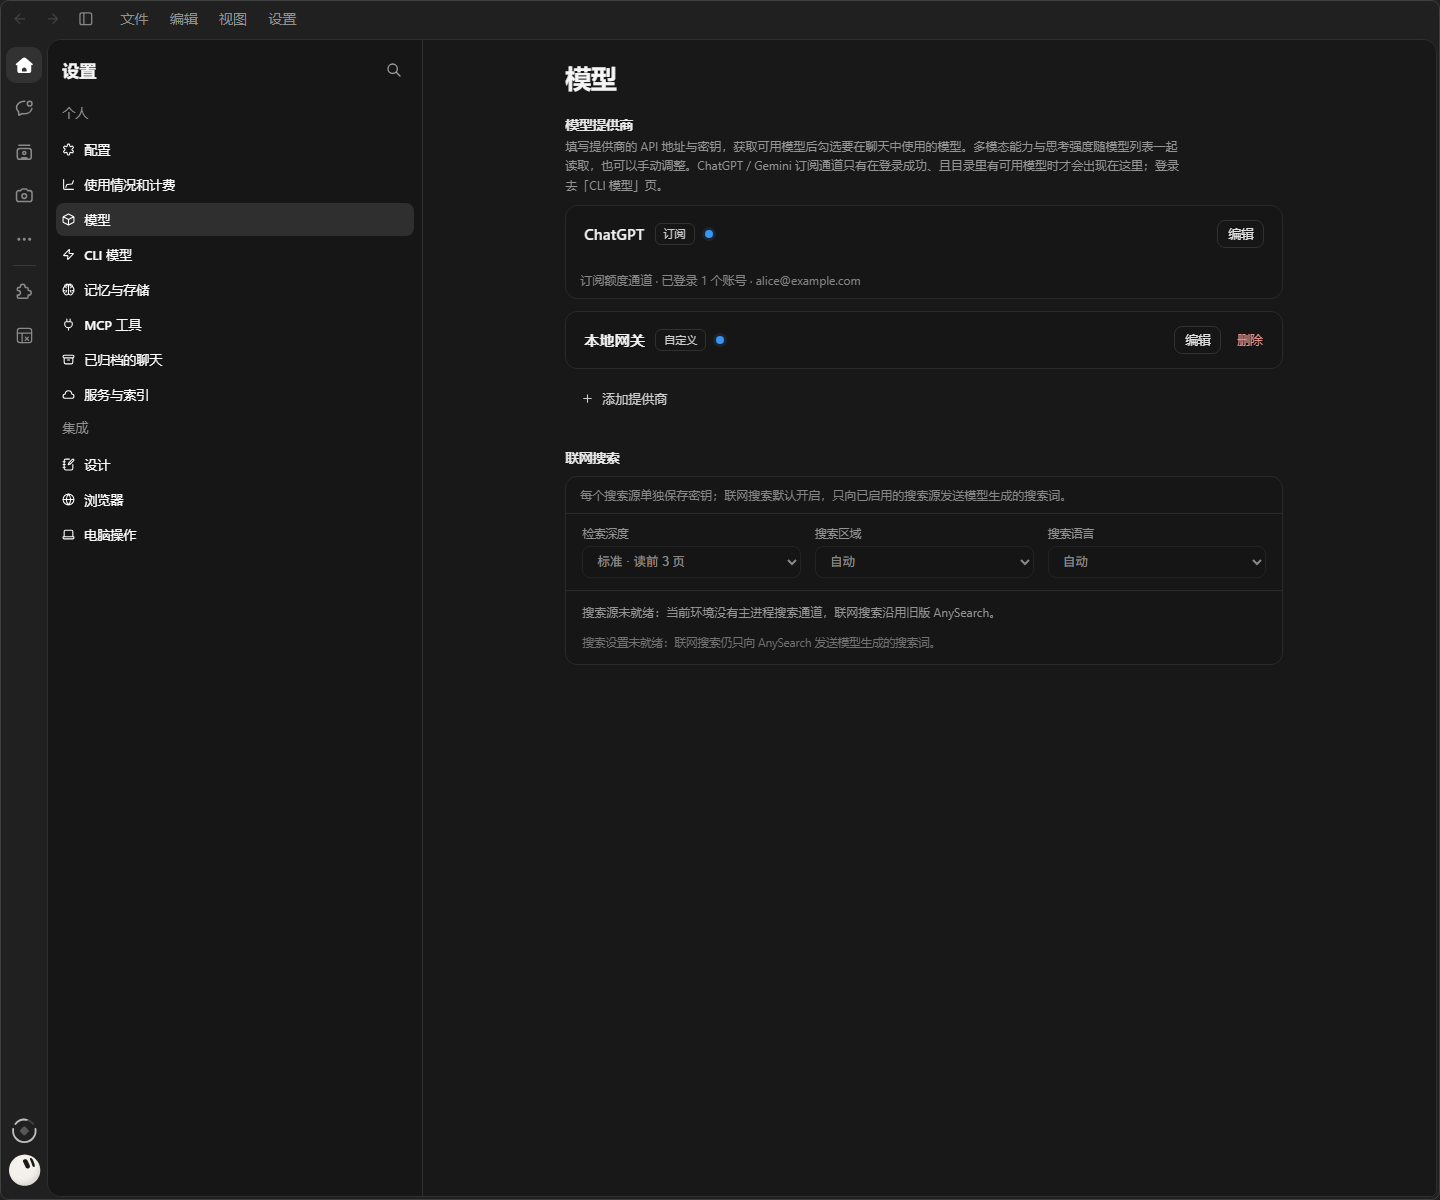 文件 编辑 视图 设置
设置
个人
配置
使用情况和计费
模型
CLI 模型
记忆与存储
MCP 工具
已归档的聊天
服务与索引
集成
设计
浏览器
电脑操作
模型
模型提供商
填写提供商的 API 地址与密钥，获取可用模型后勾选要在聊天中使用的模型。多模态能力与思考强度随模型列表一起
读取，也可以手动调整。ChatGPT / Gemini 订阅通道只有在登录成功、且目录里有可用模型时才会出现在这里；登录
去「CLI 模型」页。
ChatGPT 订阅 编辑
订阅额度通道 · 已登录 1 个账号 · alice@example.com
本地网关 自定义 编辑 删除
+ 添加提供商
联网搜索
每个搜索源单独保存密钥；联网搜索默认开启，只向已启用的搜索源发送模型生成的搜索词。
检索深度 搜索区域 搜索语言
标准 · 读前 3 页 自动 自动
搜索源未就绪：当前环境没有主进程搜索通道，联网搜索沿用旧版 AnySearch。
搜索设置未就绪：联网搜索仍只向 AnySearch 发送模型生成的搜索词。